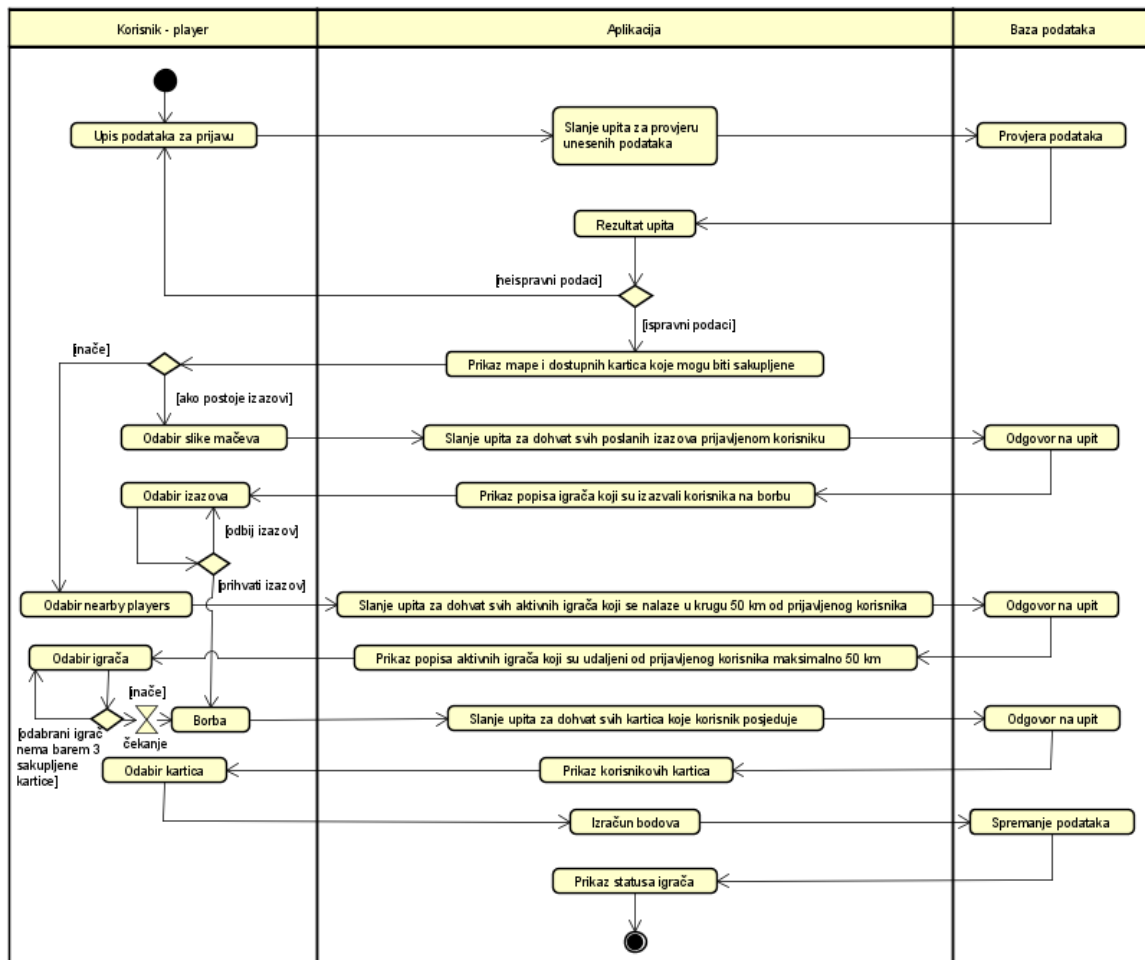 Korisnik - player
Aplikacija
Baza podataka
Upis podataka za prijavu
Slanje upita za provjeru
unesenih podataka
Provjera podataka
Rezultat upita
[neispravni podaci]
[ispravni podaci]
[inače]
Prikaz mape i dostupnih kartica koje mogu biti sakupljene
[ako postoje izazovi]
Odabir slike mačeva
Slanje upita za dohvat svih poslanih izazova prijavljenom korisniku
Odgovor na upit
Odabir izazova
Prikaz popisa igrača koji su izazvali korisnika na borbu
[odbij izazov]
[prihvati izazov]
Odabir nearby players
Slanje upita za dohvat svih aktivnih igrača koji se nalaze u krugu 50 km od prijavljenog korisnika
Odgovor na upit
Odabir igrača
Prikaz popisa aktivnih igrača koji su udaljeni od prijavljenog korisnika maksimalno 50 km
[inače]
Borba
Slanje upita za dohvat svih kartica koje korisnik posjeduje
Odgovor na upit
[odabrani igrač
nema barem 3
sakupljene
kartice]
čekanje
Odabir kartica
Prikaz korisnikovih kartica
Izračun bodova
Spremanje podataka
Prikaz statusa igrača